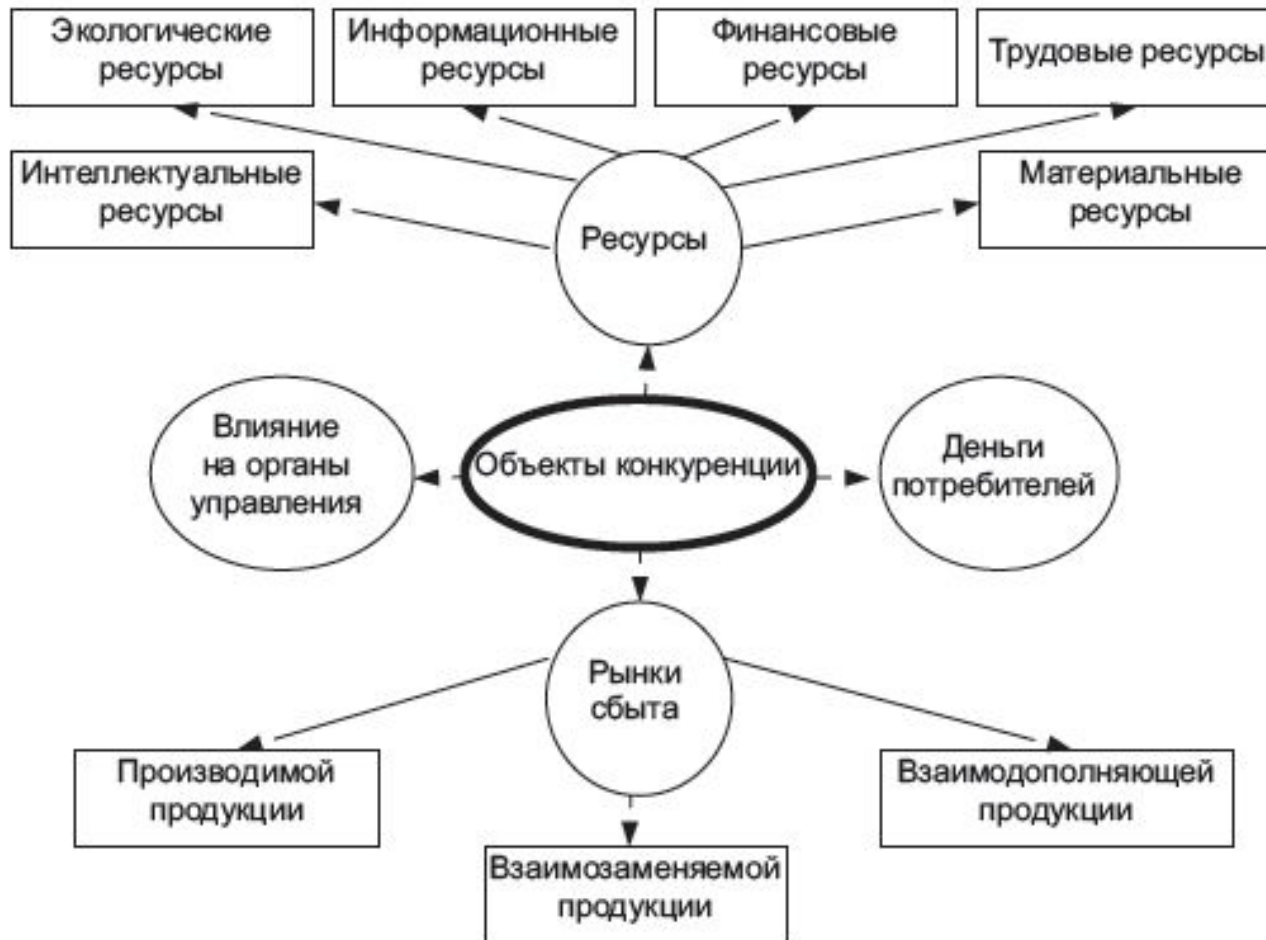 Экологические
ресурсы
Информационные
ресурсы
Финансовые
ресурсы
Трудовые ресурсы
Интеллектуальные
ресурсы
Ресурсы
Материальные
ресурсы
Влияние
на органы
управления
Объекты конкуренции
Деньги
потребителей
Рынки
сбыта
Производимой
продукции
Взаимозаменяемой
продукции
Взаимодополняющей
продукции